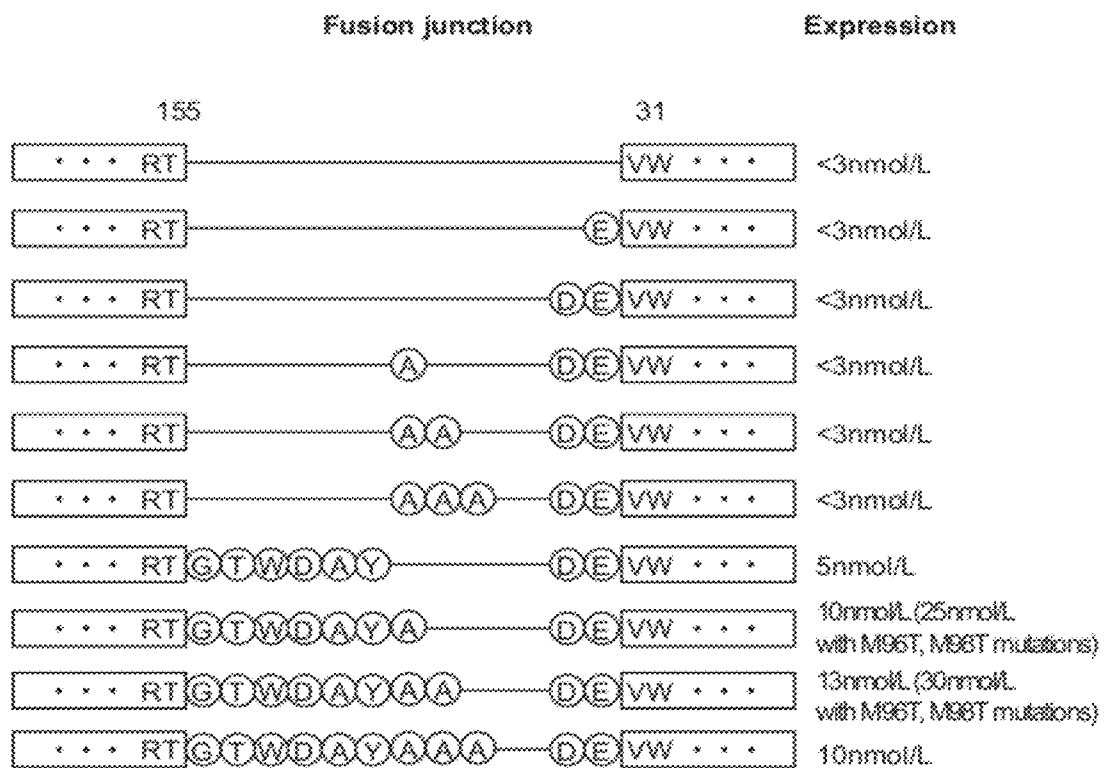 Fusion junction Expression
155 31
· · · RT VW · · · <3nmol/L
· · · RT E VW · · · <3nmol/L
· · · RT D E VW · · · <3nmol/L
· · · RT A D E VW · · · <3nmol/L
· · · RT A A D E VW · · · <3nmol/L
· · · RT A A A D E VW · · · <3nmol/L
· · · RT G T W D A Y D E VW · · · 5nmol/L
· · · RT G T W D A Y A D E VW · · · 10nmol/L (25nmol/L
with M96T, M98T mutations)
· · · RT G T W D A Y A A D E VW · · · 13nmol/L (30nmol/L
with M96T, M98T mutations)
· · · RT G T W D A Y A A A D E VW · · · 10nmol/L